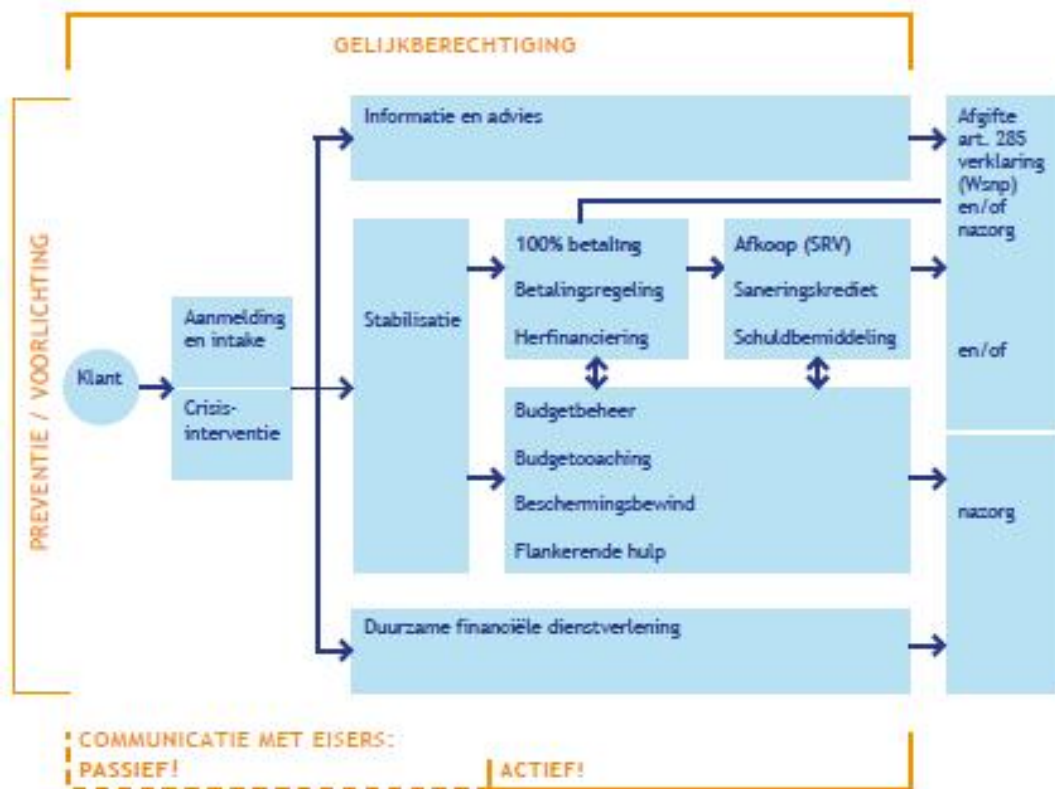 GELIJKBERECHTIGING
PREVENTIE / VOORLICHTING
Klant
Aanmelding
en intake
Crisis-
interventie
Informatie en advies
Stabilisatie
100% betaling
Betalingsregeling
Herfinanciering
Afkoop (SRV)
Saneringskrediet
Schuldbemiddeling
Budgetbeheer
Budgetcoaching
Beschermingsbewind
Flankerende hulp
Duurzame financiële dienstverlening
Afgifte
art. 285
verklaring
(Wsnp)
en/of
nazorg
en/of
nazorg
COMMUNICATIE MET EISERS:
PASSIEF!
ACTIEF!